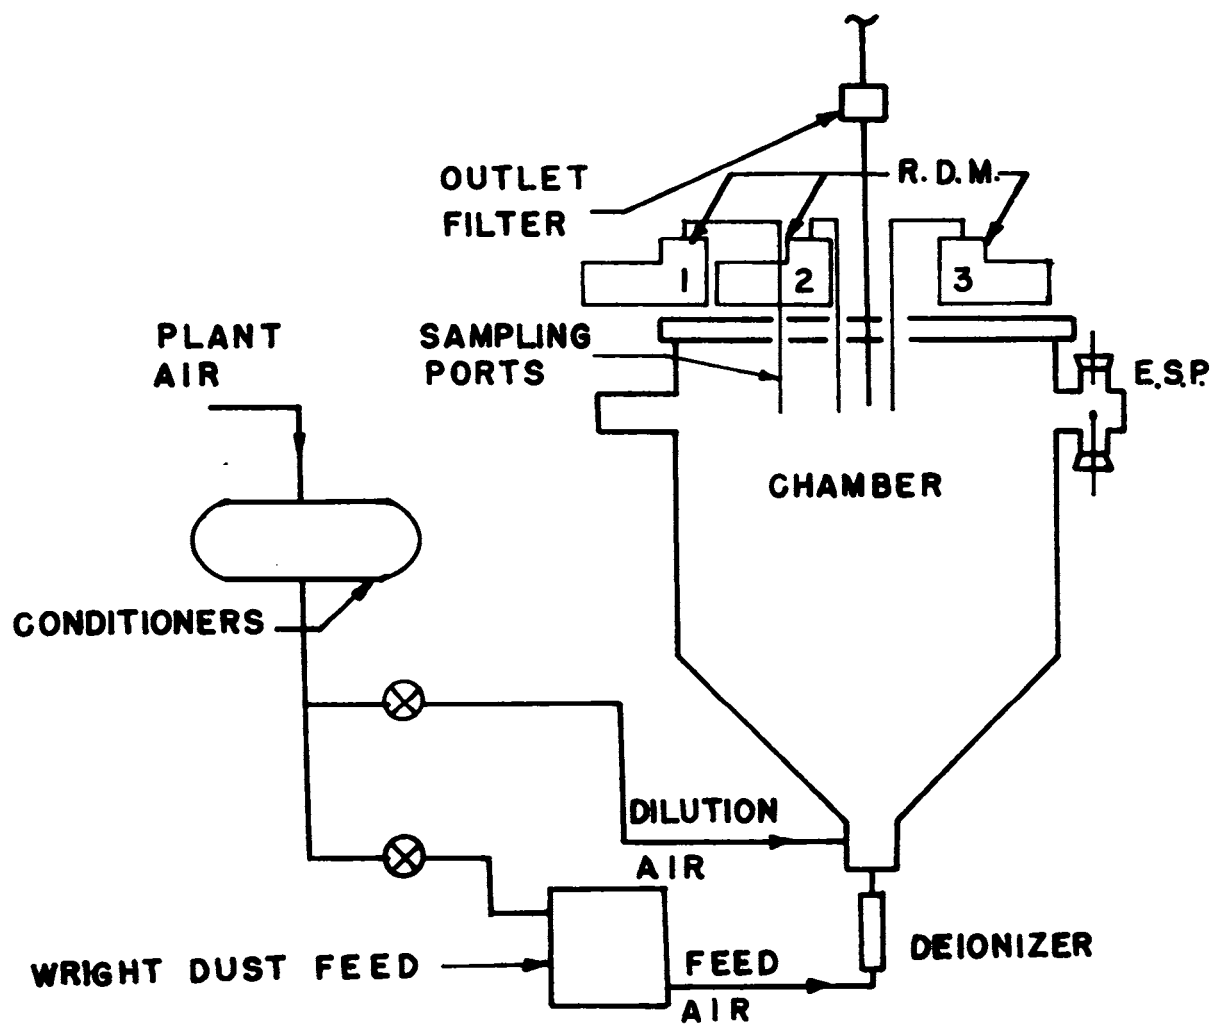 OUTLET
FILTER
R.D.M.
1
2
3
PLANT
AIR
SAMPLING
PORTS
E.S.P.
CHAMBER
CONDITIONERS
DILUTION
AIR
WRIGHT DUST FEED
FEED
AIR
DEIONIZER